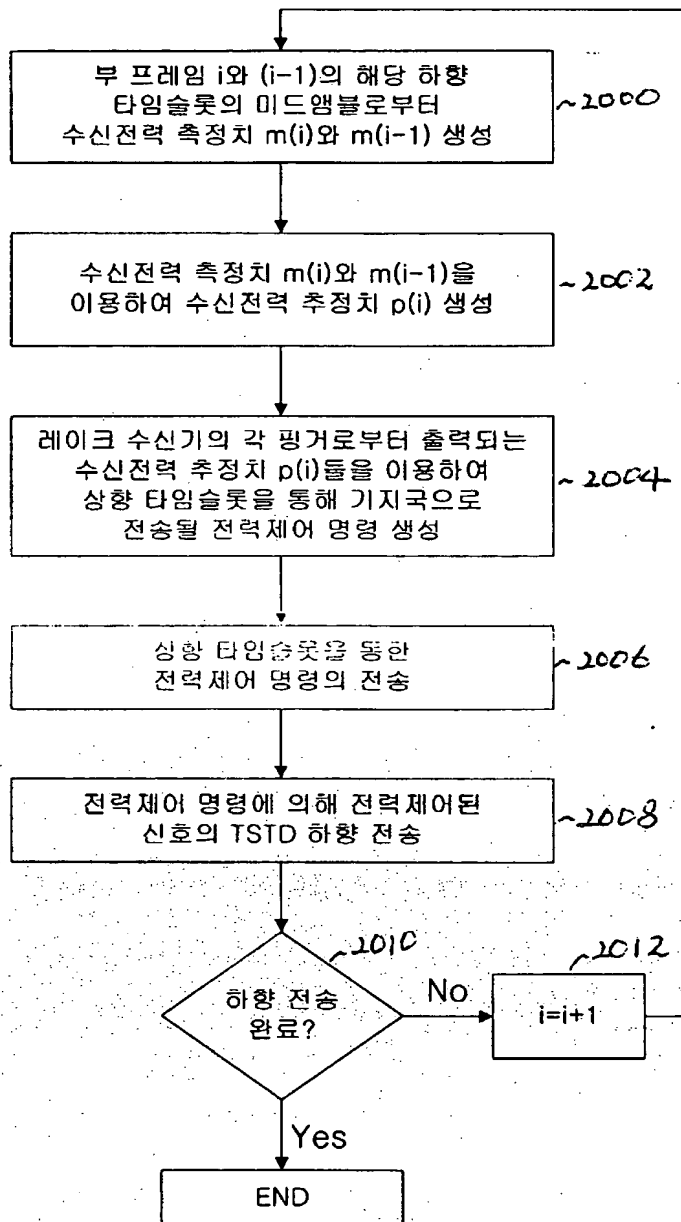 부 프레임 i와 (i-1)의 해당 하향
타임슬롯의 미드앰블로부터
수신전력 측정치 m(i)와 m(i-1) 생성
~2000
수신전력 측정치 m(i)와 m(i-1)을
이용하여 수신전력 추정치 p(i) 생성
~2002
레이크 수신기의 각 핑거로부터 출력되는
수신전력 추정치 p(i)들을 이용하여
상향 타임슬롯을 통해 기지국으로
전송될 전력제어 명령 생성
~2004
상향 타임슬롯을 통한
전력제어 명령의 전송
~2006
전력제어 명령에 의해 전력제어된
신호의 TSTD 하향 전송
~2008
~2010
하향 전송
완료?
No
~2012
i=i+1
Yes
END